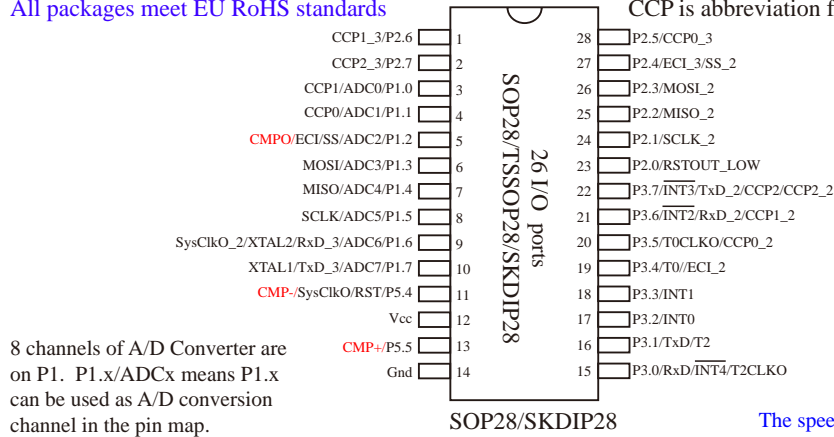 All packages meet EU RoHS standards
CCP is abbreviation f
CCP1_3/P2.6 1
CCP2_3/P2.7 2
CCP1/ADC0/P1.0 3
CCP0/ADC1/P1.1 4
CMPO/ECI/SS/ADC2/P1.2 5
MOSI/ADC3/P1.3 6
MISO/ADC4/P1.4 7
SCLK/ADC5/P1.5 8
SysClkO_2/XTAL2/RxD_3/ADC6/P1.6 9
XTAL1/TxD_3/ADC7/P1.7 10
CMP-/SysClkO/RST/P5.4 11
Vcc 12
CMP+/P5.5 13
Gnd 14
SOP28/TSSOP28/SKDIP28
26 I/O ports
28 P2.5/CCP0_3
27 P2.4/ECI_3/SS_2
26 P2.3/MOSI_2
25 P2.2/MISO_2
24 P2.1/SCLK_2
23 P2.0/RSTOUT_LOW
22 P3.7/INT3/TxD_2/CCP2/CCP2_2
21 P3.6/INT2/RxD_2/CCP1_2
20 P3.5/T0CLKO/CCP0_2
19 P3.4/T0//ECI_2
18 P3.3/INT1
17 P3.2/INT0
16 P3.1/TxD/T2
15 P3.0/RxD/INT4/T2CLKO
8 channels of A/D Converter are
on P1. P1.x/ADCx means P1.x
can be used as A/D conversion
channel in the pin map.
SOP28/SKDIP28
The spee